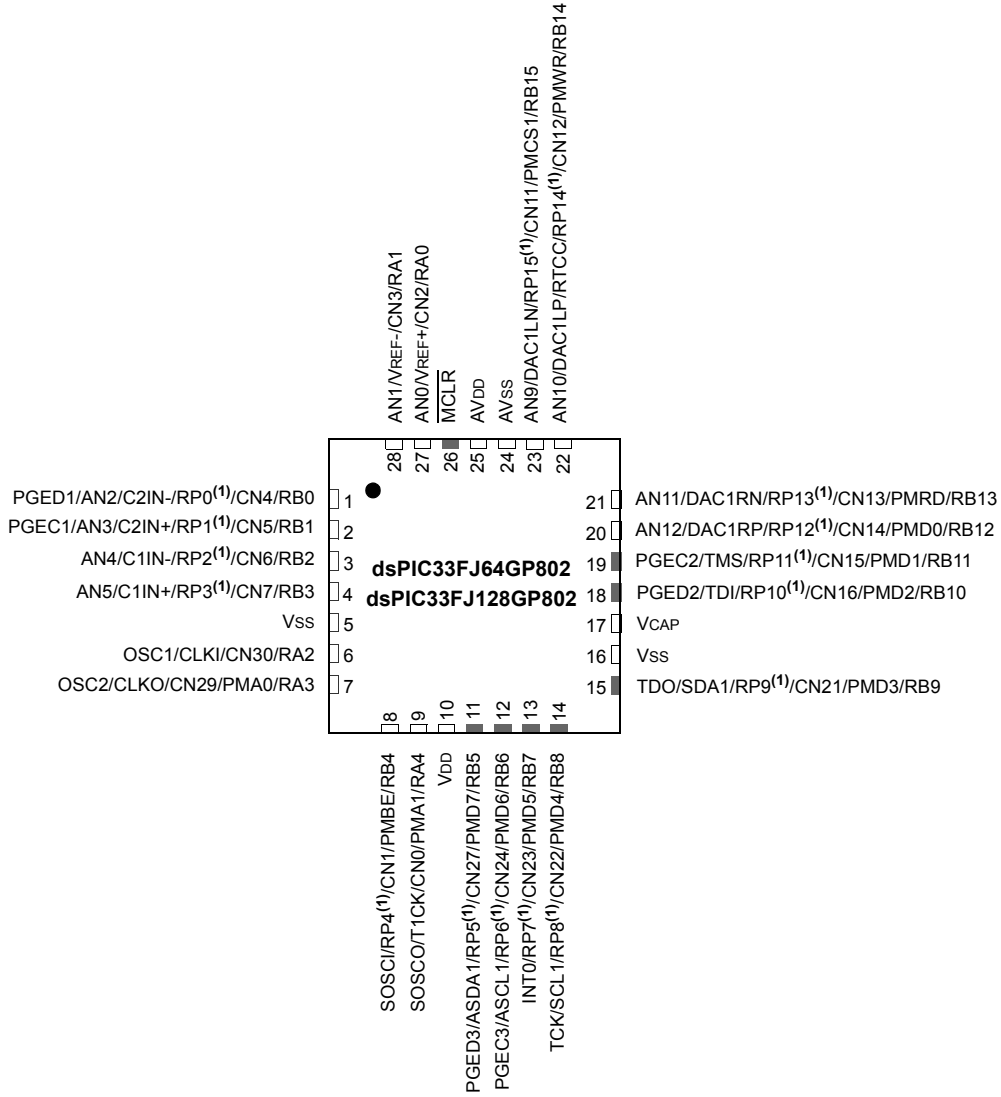 AN1/VREF-/CN3/RA1
AN0/VREF+/CN2/RA0
MCLR
AVDD
AVSS
AN9/DAC1LN/RP15(1)/CN11/PMCS1/RB15
AN10/DAC1LP/RTCC/RP14(1)/CN12/PMWR/RB14
28
27
26
25
24
23
22
PGED1/AN2/C2IN-/RP0(1)/CN4/RB0
1
PGEC1/AN3/C2IN+/RP1(1)/CN5/RB1
2
AN4/C1IN-/RP2(1)/CN6/RB2
3
AN5/C1IN+/RP3(1)/CN7/RB3
4
VSS
5
OSC1/CLKI/CN30/RA2
6
OSC2/CLKO/CN29/PMA0/RA3
7
dsPIC33FJ64GP802
dsPIC33FJ128GP802
21
AN11/DAC1RN/RP13(1)/CN13/PMRD/RB13
20
AN12/DAC1RP/RP12(1)/CN14/PMD0/RB12
19
PGEC2/TMS/RP11(1)/CN15/PMD1/RB11
18
PGED2/TDI/RP10(1)/CN16/PMD2/RB10
17
VCAP
16
VSS
15
TDO/SDA1/RP9(1)/CN21/PMD3/RB9
8
9
10
11
12
13
14
SOSCI/RP4(1)/CN1/PMBE/RB4
SOSCO/T1CK/CN0/PMA1/RA4
VDD
PGED3/ASDA1/RP5(1)/CN27/PMD7/RB5
PGEC3/ASCL1/RP6(1)/CN24/PMD6/RB6
INT0/RP7(1)/CN23/PMD5/RB7
TCK/SCL1/RP8(1)/CN22/PMD4/RB8